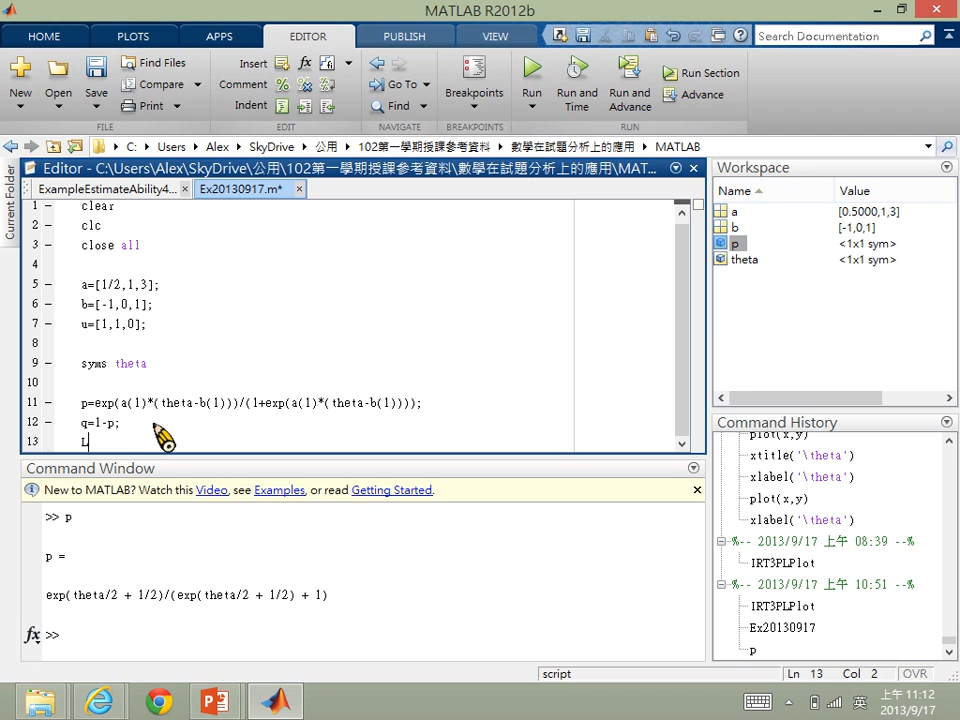 MATLAB R2012b
HOME PLOTS APPS EDITOR PUBLISH VIEW Search Documentation
New Open Save Find Files Compare Print
FILE
Insert fx Comment Indent
EDIT
Go To Find
NAVIGATE
Breakpoints
BREAKPOINTS
Run Run and Time Run and Advance Run Section Advance
RUN
C: Users Alex SkyDrive 公用 102第一學期授課參考資料 數學在試題分析上的應用 MATLAB
Current Folder
Editor - C:\Users\Alex\SkyDrive\公用\102第一學期授課參考資料\數學在試題分析上的應用\MAT...
ExampleEstimateAbility4... Ex20130917.m*
1 – clear
2 – clc
3 – close all
4
5 – a=[1/2,1,3];
6 – b=[-1,0,1];
7 – u=[1,1,0];
8
9 – syms theta
10
11 – p=exp(a(1)*(theta-b(1)))/(1+exp(a(1)*(theta-b(1))));
12 – q=1-p;
13 L
Command Window
New to MATLAB? Watch this Video, see Examples, or read Getting Started.
>> p
p =
exp(theta/2 + 1/2)/(exp(theta/2 + 1/2) + 1)
fx >>
Workspace
Name Value
a [0.5000,1,3]
b [-1,0,1]
p <1x1 sym>
theta <1x1 sym>
Command History
plot(x,y)
xtitle('\theta')
xlabel('\theta')
plot(x,y)
xlabel('\theta')
%-- 2013/9/17 上午 08:39 --%
IRT3PLPlot
%-- 2013/9/17 上午 10:51 --%
IRT3PLPlot
Ex20130917
p
script Ln 13 Col 2 OVR
英
上午 11:12
2013/9/17